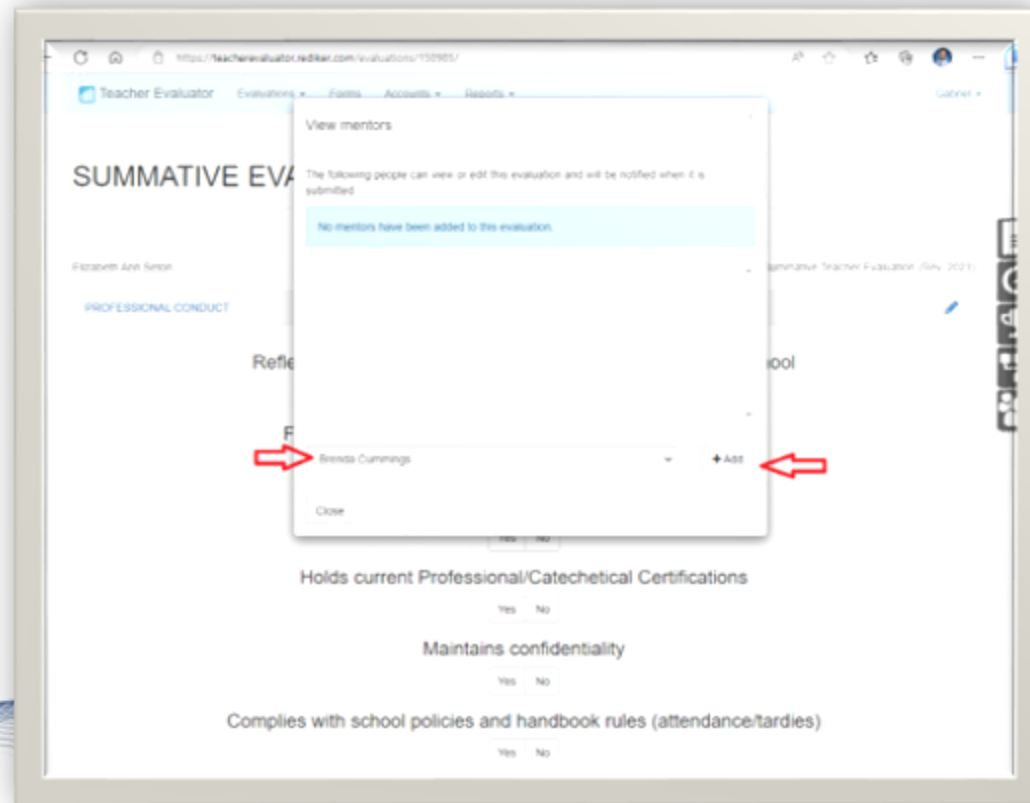 https://teacherevaluator.rediker.com/evaluations/150985/
Teacher Evaluator Evaluations Forms Accounts Reports Gabriel
View mentors
SUMMATIVE EVA
The following people can view or edit this evaluation and will be notified when it is
submitted
No mentors have been added to this evaluation.
Elizabeth Ann Seton
Summative Teacher Evaluation (Rev. 2021)
PROFESSIONAL CONDUCT
Refle
ool
F
Brenda Cummings
+ Add
Close
Yes No
Holds current Professional/Catechetical Certifications
Yes No
Maintains confidentiality
Yes No
Complies with school policies and handbook rules (attendance/tardies)
Yes No